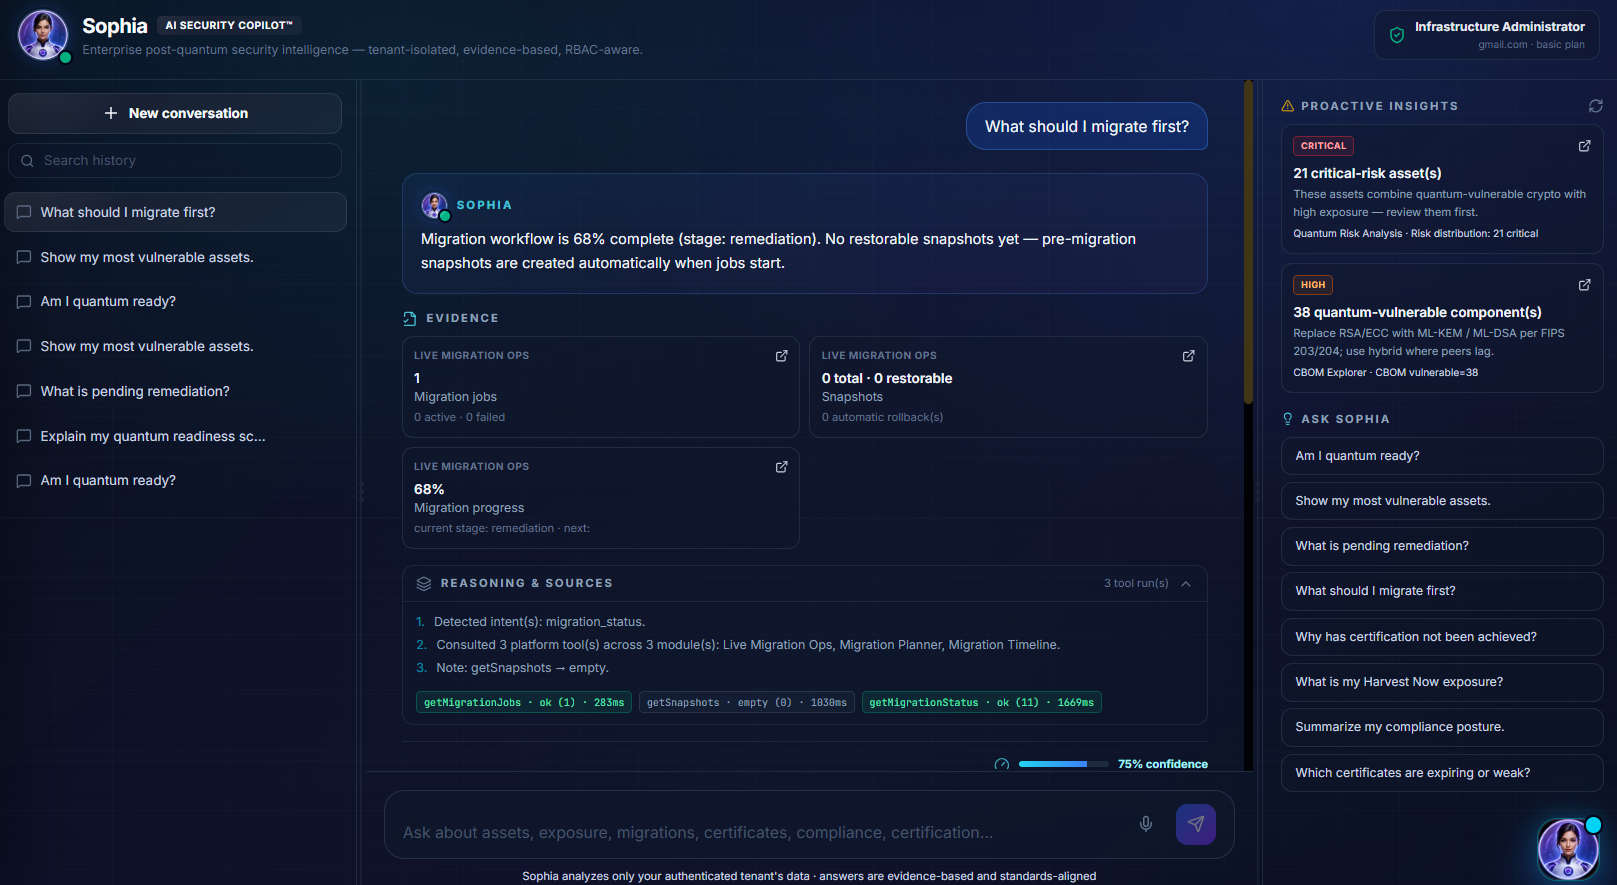 Sophia
AI SECURITY COPILOT™
Enterprise post-quantum security intelligence — tenant-isolated, evidence-based, RBAC-aware.
Infrastructure Administrator
gmail.com · basic plan
New conversation
Search history
What should I migrate first?
Show my most vulnerable assets.
Am I quantum ready?
Show my most vulnerable assets.
What is pending remediation?
Explain my quantum readiness sc...
Am I quantum ready?
What should I migrate first?
SOPHIA
Migration workflow is 68% complete (stage: remediation). No restorable snapshots yet — pre-migration
snapshots are created automatically when jobs start.
EVIDENCE
LIVE MIGRATION OPS
1
Migration jobs
0 active · 0 failed
LIVE MIGRATION OPS
0 total · 0 restorable
Snapshots
0 automatic rollback(s)
LIVE MIGRATION OPS
68%
Migration progress
current stage: remediation · next:
REASONING & SOURCES
3 tool run(s)
1. Detected intent(s): migration_status.
2. Consulted 3 platform tool(s) across 3 module(s): Live Migration Ops, Migration Planner, Migration Timeline.
3. Note: getSnapshots → empty.
getMigrationJobs · ok (1) · 283ms
getSnapshots · empty (0) · 1030ms
getMigrationStatus · ok (11) · 1669ms
75% confidence
Ask about assets, exposure, migrations, certificates, compliance, certification...
Sophia analyzes only your authenticated tenant's data · answers are evidence-based and standards-aligned
PROACTIVE INSIGHTS
CRITICAL
21 critical-risk asset(s)
These assets combine quantum-vulnerable crypto with
high exposure — review them first.
Quantum Risk Analysis · Risk distribution: 21 critical
HIGH
38 quantum-vulnerable component(s)
Replace RSA/ECC with ML-KEM / ML-DSA per FIPS
203/204; use hybrid where peers lag.
CBOM Explorer · CBOM vulnerable=38
ASK SOPHIA
Am I quantum ready?
Show my most vulnerable assets.
What is pending remediation?
What should I migrate first?
Why has certification not been achieved?
What is my Harvest Now exposure?
Summarize my compliance posture.
Which certificates are expiring or weak?